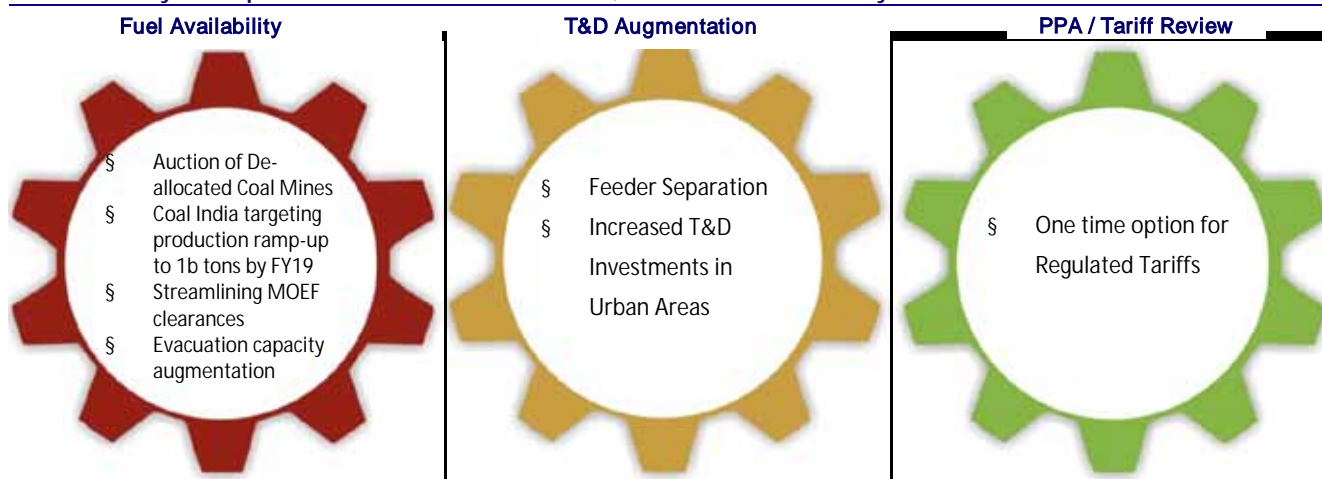 Fuel Availability
T&D Augmentation
PPA / Tariff Review
§ Auction of De-
allocated Coal Mines
§ Coal India targeting
production ramp-up
to 1b tons by FY19
§ Streamlining MOEF
clearances
§ Evacuation capacity
augmentation
§ Feeder Separation
§ Increased T&D
Investments in
Urban Areas
§ One time option for
Regulated Tariffs